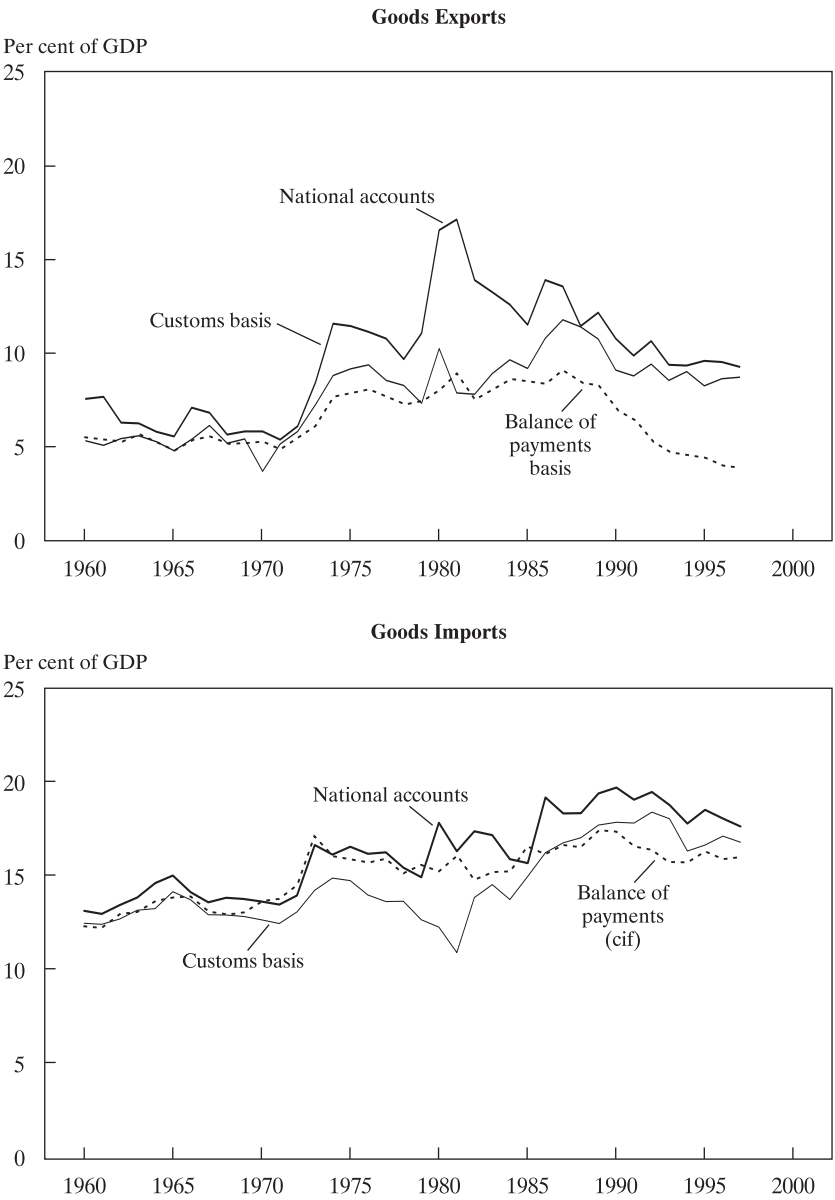 Goods Exports
Per cent of GDP
25
20
National accounts
15
Customs basis
10
Balance of
payments
basis
5
0
1960 1965 1970 1975 1980 1985 1990 1995 2000
Goods Imports
Per cent of GDP
25
20
National accounts
15
Balance of
payments
(cif)
Customs basis
10
5
0
1960 1965 1970 1975 1980 1985 1990 1995 2000